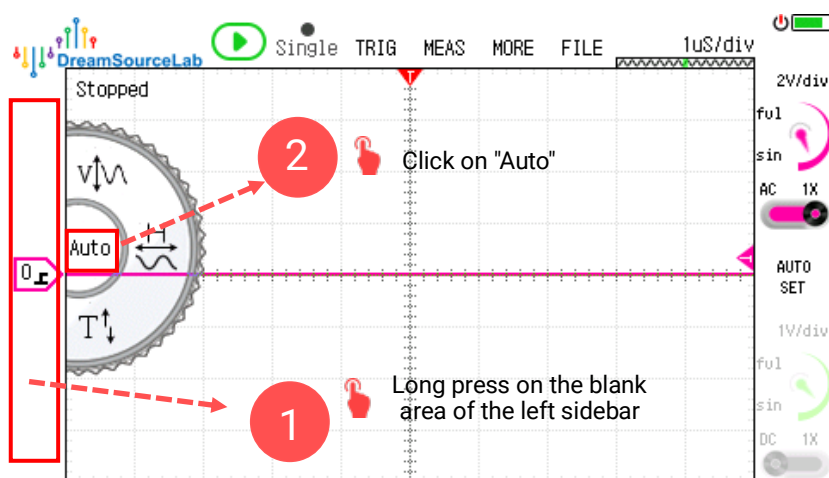 DreamSourceLab
Single TRIG MEAS MORE FILE 1uS/div
T
Stopped
2V/div
ful
sin
AC 1X
V
2
Click on "Auto"
Auto
H
0
T
AUTO
SET
1V/div
ful
sin
DC 1X
1
Long press on the blank
area of the left sidebar